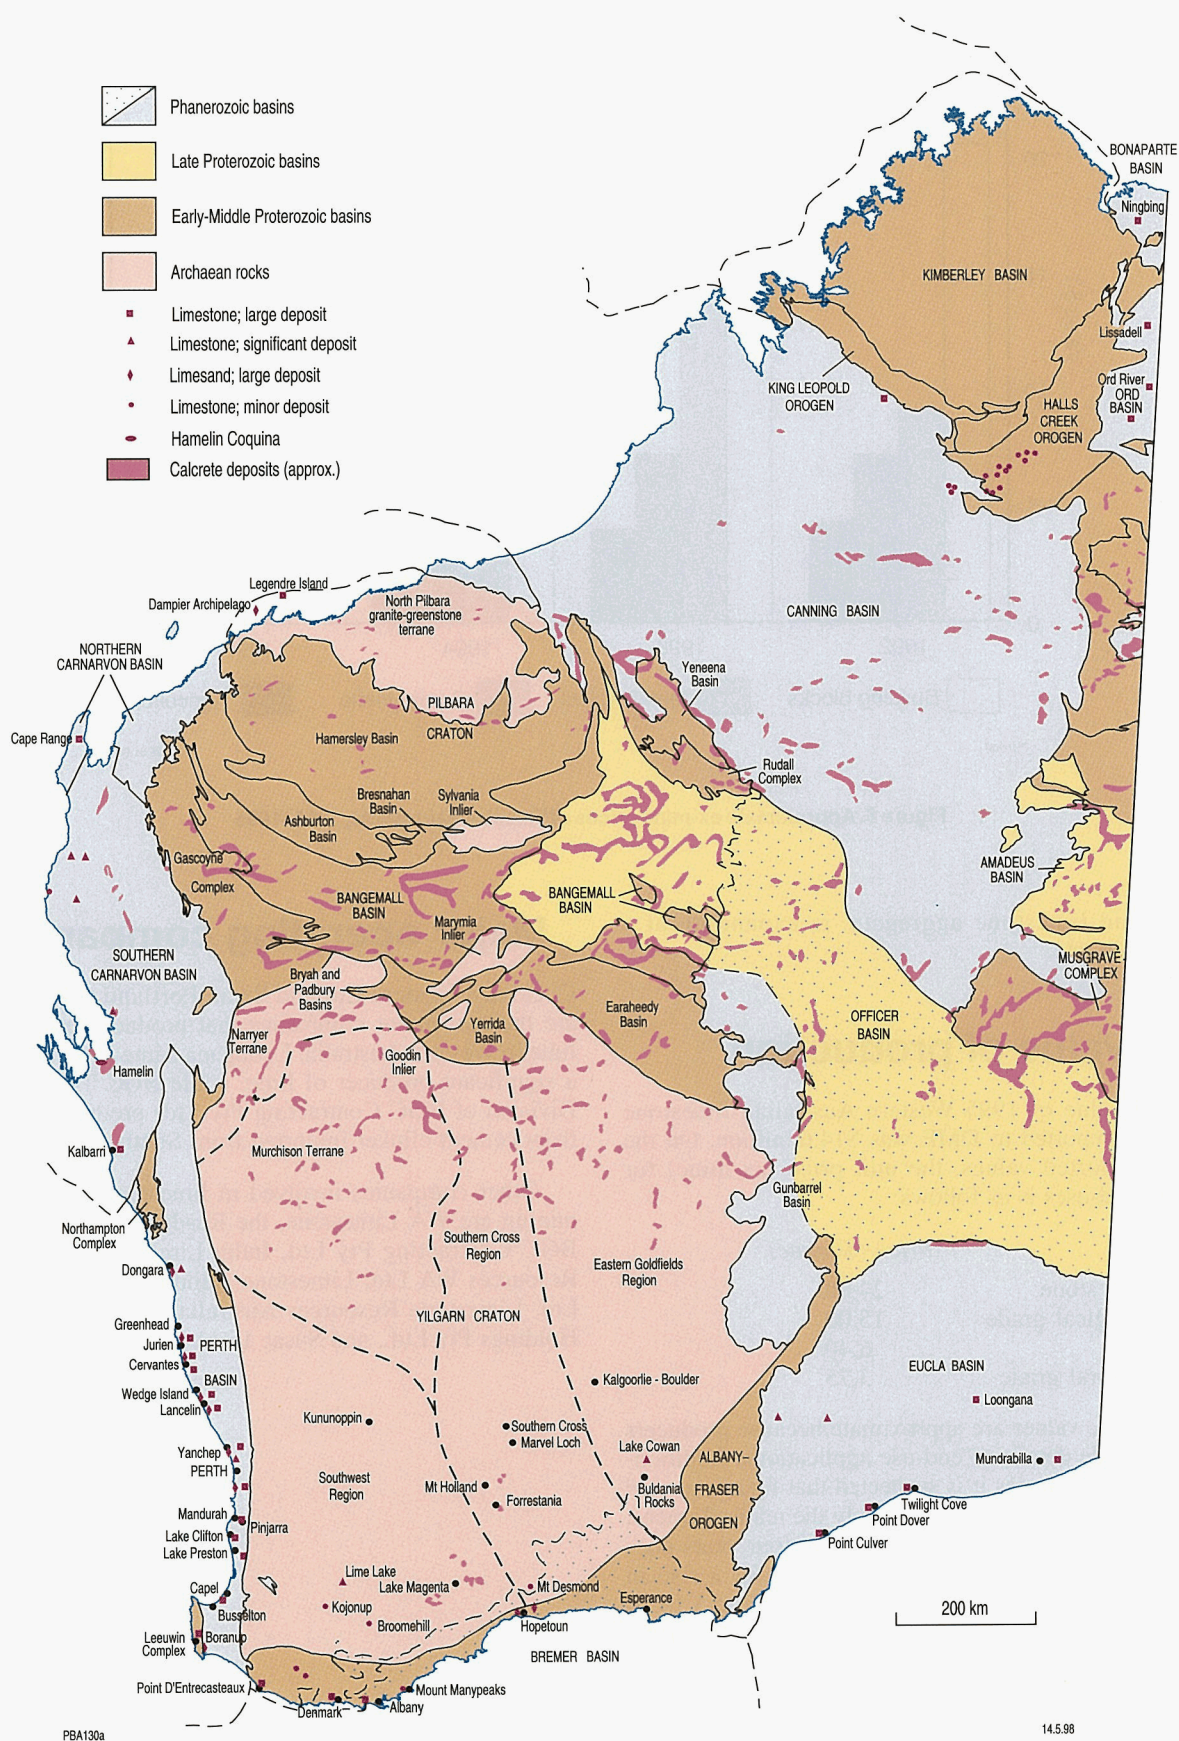 Phanerozoic basins
Late Proterozoic basins
Early-Middle Proterozoic basins
Archaean rocks
Limestone; large deposit
Limestone; significant deposit
Limesand; large deposit
Limestone; minor deposit
Hamelin Coquina
Calcrete deposits (approx.)
BONAPARTE
BASIN
Ningbing
KIMBERLEY BASIN
Lissadell
KING LEOPOLD
OROGEN
Ord River
ORD
BASIN
HALLS
CREEK
OROGEN
Legendre Island
Dampier Archipelago
North Pilbara
granite-greenstone
terrane
CANNING BASIN
NORTHERN
CARNARVON BASIN
Yeneena
Basin
PILBARA
CRATON
Cape Range
Hamersley Basin
Rudall
Complex
Bresnahan
Basin
Sylvania
Inlier
Ashburton
Basin
Gascoyne
Complex
AMADEUS
BASIN
BANGEMALL
BASIN
BANGEMALL
BASIN
Marymia
Inlier
SOUTHERN
CARNARVON BASIN
MUSGRAVE
COMPLEX
Bryah and
Padbury
Basins
Earaheedy
Basin
OFFICER
BASIN
Narryer
Terrane
Yerrida
Basin
Goodin
Inlier
Hamelin
Kalbarri
Murchison Terrane
Gunbarrel
Basin
Northampton
Complex
Southern Cross
Region
Eastern Goldfields
Region
Dongara
YILGARN CRATON
Greenhead
Jurien
PERTH
Cervantes
BASIN
EUCLA BASIN
Wedge Island
Lancelin
Kalgoorlie - Boulder
Loongana
Kununoppin
Southern Cross
Marvel Loch
Lake Cowan
Yanchep
PERTH
Mundrabilla
ALBANY-
FRASER
OROGEN
Southwest
Region
Mt Holland
Buldania
Rocks
Forrestania
Twilight Cove
Point Dover
Mandurah
Pinjarra
Lake Clifton
Lake Preston
Point Culver
Lime Lake
Lake Magenta
Mt Desmond
Capel
Esperance
200 km
Kojonup
Busselton
Broomehill
Hopetoun
Leeuwin
Complex
Boranup
BREMER BASIN
Point D'Entrecasteaux
Mount Manypeaks
Denmark
Albany
PBA130a
14.5.98